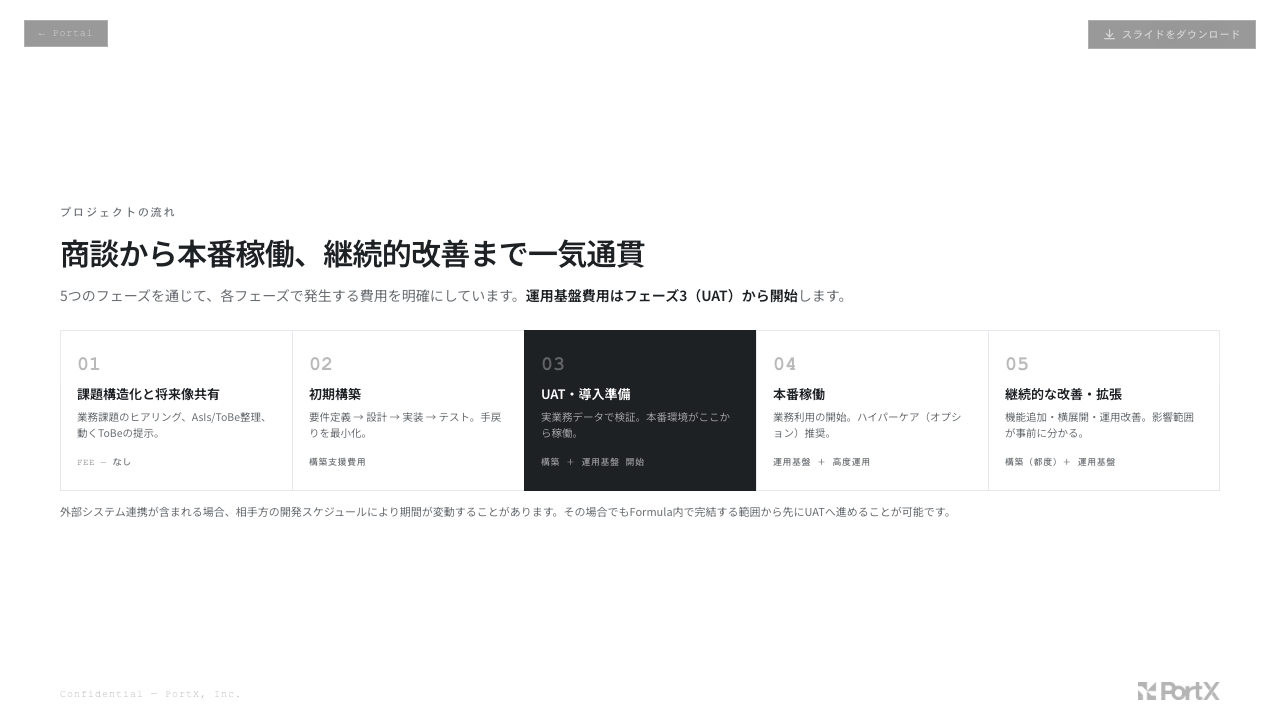 ← Portal
スライドをダウンロード
プロジェクトの流れ
商談から本番稼働、継続的改善まで一気通貫
5つのフェーズを通じて、各フェーズで発生する費用を明確にしています。運用基盤費用はフェーズ3（UAT）から開始します。
01
課題構造化と将来像共有
業務課題のヒアリング、AsIs/ToBe整理、
動くToBeの提示。
FEE — なし
02
初期構築
要件定義 → 設計 → 実装 → テスト。手戻
りを最小化。
構築支援費用
03
UAT・導入準備
実業務データで検証。本番環境がここか
ら稼働。
構築 ＋ 運用基盤 開始
04
本番稼働
業務利用の開始。ハイパーケア（オプシ
ョン）推奨。
運用基盤 ＋ 高度運用
05
継続的な改善・拡張
機能追加・横展開・運用改善。影響範囲
が事前に分かる。
構築（都度）＋ 運用基盤
外部システム連携が含まれる場合、相手方の開発スケジュールにより期間が変動することがあります。その場合でもFormula内で完結する範囲から先にUATへ進めることが可能です。
Confidential — PortX, Inc.
PortX